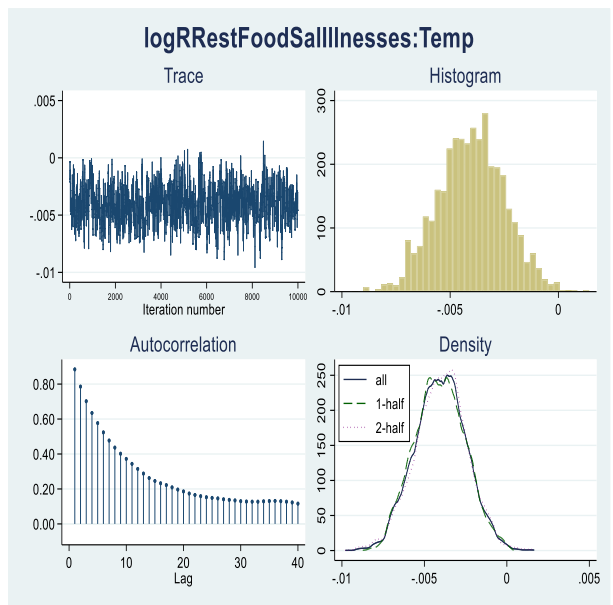 logRRestFoodSalIllnesses:Temp
Trace
Histogram
.005
0
-.005
-.01
0 2000 4000 6000 8000 10000
Iteration number
300
200
100
0
-.01 -.005 0
Autocorrelation
Density
0.80
0.60
0.40
0.20
0.00
0 10 20 30 40
Lag
250
200
150
100
50
0
all
1-half
2-half
-.01 -.005 0 .005